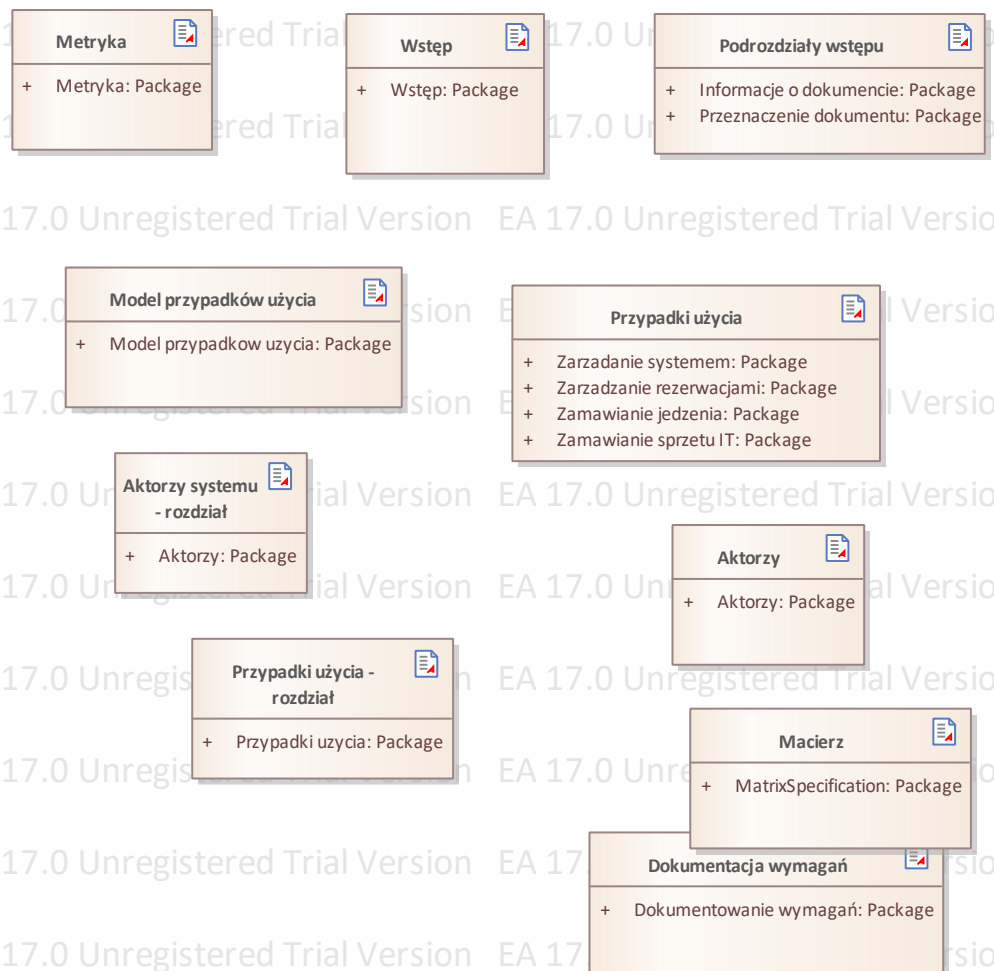 Metryka
+ Metryka: Package
Wstęp
+ Wstęp: Package
Podrozdziały wstępu
+ Informacje o dokumencie: Package
+ Przeznaczenie dokumentu: Package
17.0 Unregistered Trial Version EA 17.0 Unregistered Trial Versio
Model przypadków użycia
+ Model przypadkow uzycia: Package
Przypadki użycia
+ Zarzadanie systemem: Package
+ Zarzadzanie rezerwacjami: Package
+ Zamawianie jedzenia: Package
+ Zamawianie sprzetu IT: Package
Aktorzy systemu
- rozdział
+ Aktorzy: Package
Aktorzy
+ Aktorzy: Package
Przypadki użycia -
rozdział
+ Przypadki uzycia: Package
Macierz
+ MatrixSpecification: Package
Dokumentacja wymagań
+ Dokumentowanie wymagań: Package
17.0 Unregistered Trial Version EA 17
17.0 Unregistered Trial Version EA 17